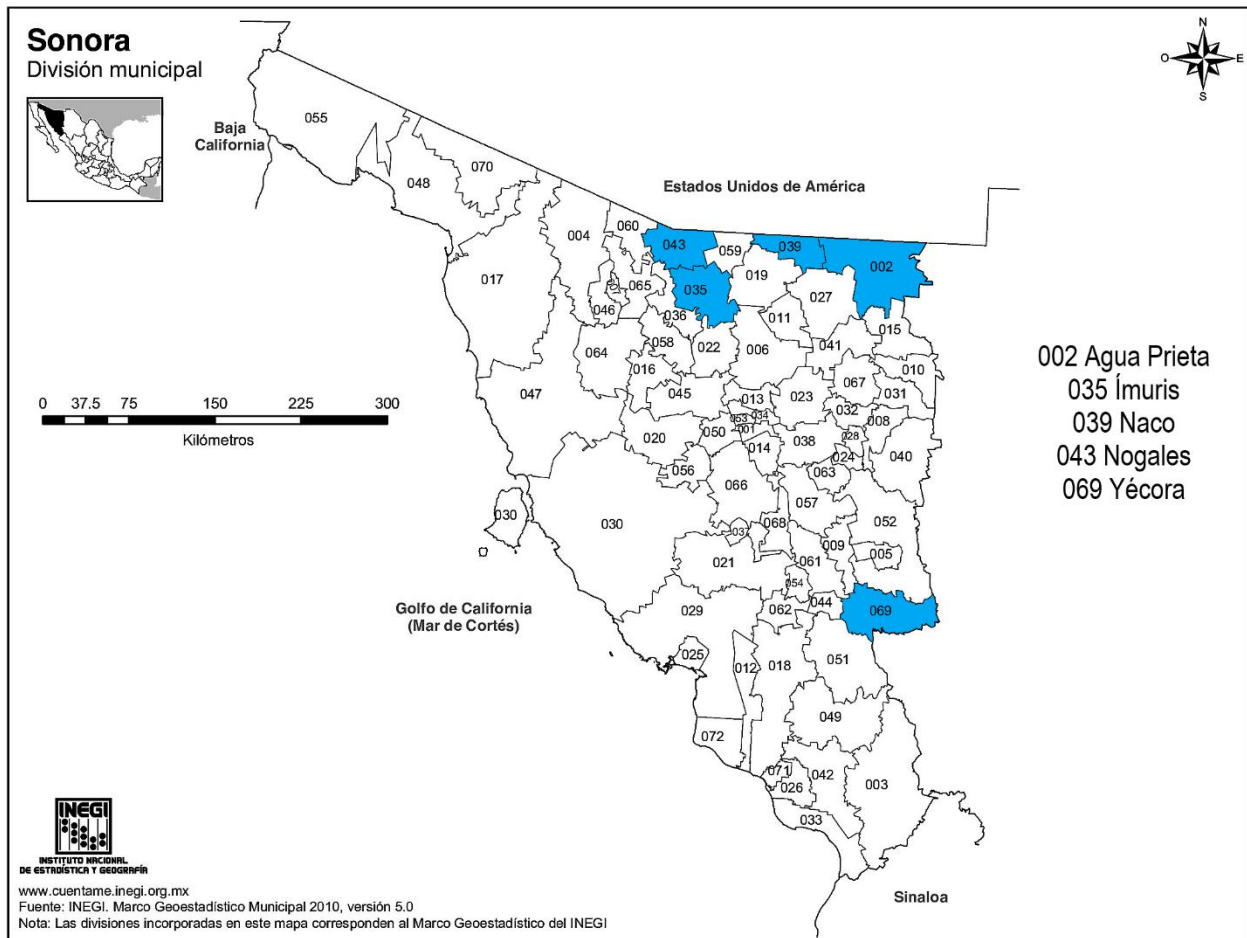 Sonora
División municipal
N
O
E
S
055
Baja
California
070
048
Estados Unidos de América
060
004
043
059
039
002
019
017
065
035
027
046
036
011
015
058
022
006
041
064
016
010
067
047
045
013
023
031
0 37.5 75 150 225 300
Kilómetros
053
034
032
008
001
050
028
020
014
038
024
040
056
063
066
057
030
030
068
052
037
009
005
021
061
054
044
029
062
069
Golfo de California
(Mar de Cortés)
025
012
018
051
049
072
071
042
026
003
033
Sinaloa
002 Agua Prieta
035 Ímuris
039 Naco
043 Nogales
069 Yécora
INEGI
INSTITUTO NACIONAL
DE ESTADÍSTICA Y GEOGRAFÍA
www.cuentame.inegi.org.mx
Fuente: INEGI. Marco Geoestadístico Municipal 2010, versión 5.0
Nota: Las divisiones incorporadas en este mapa corresponden al Marco Geoestadístico del INEGI